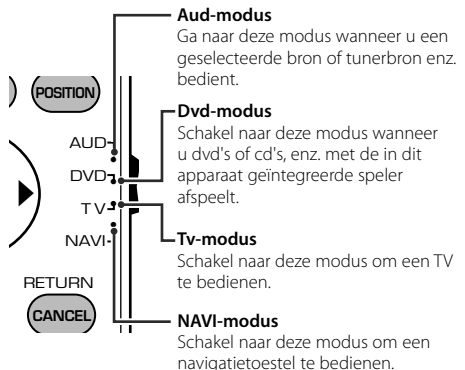 Aud-modus
Ga naar deze modus wanneer u een
geselecteerde bron of tunerbron enz.
bedient.
POSITION
Dvd-modus
AUD
Schakel naar deze modus wanneer
u dvd's of cd's, enz. met de in dit
DVD
apparaat geïntegreerde speler
afspeelt.
TV
Tv-modus
NAVI
Schakel naar deze modus om een TV
te bedienen.
RETURN
CANCEL
NAVI-modus
Schakel naar deze modus om een
navigatietoestel te bedienen.